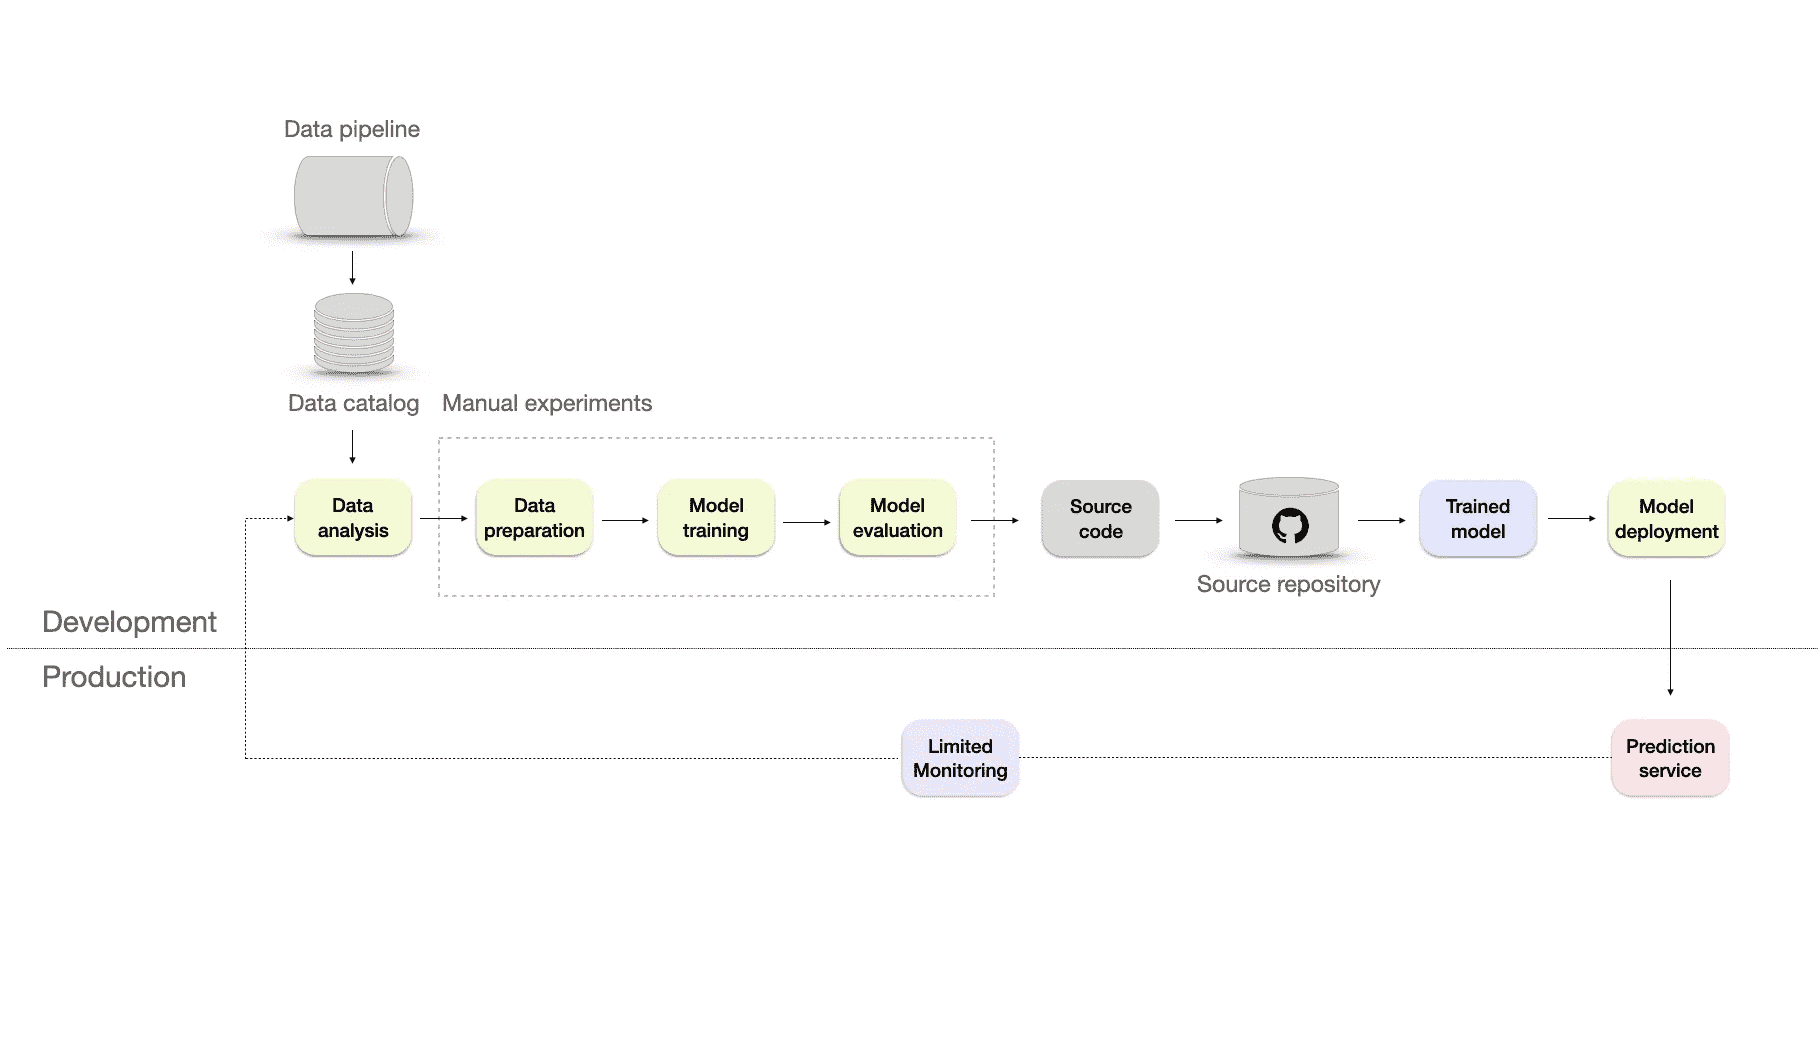 Data pipeline
Data catalog
Manual experiments
Data
analysis
Data
preparation
Model
training
Model
evaluation
Source
code
Source repository
Trained
model
Model
deployment
Development
Production
Limited
Monitoring
Prediction
service